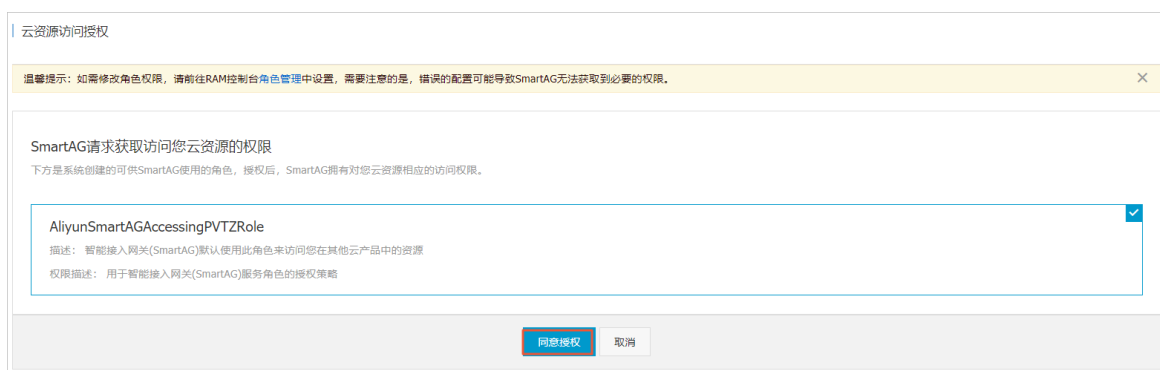 云资源访问授权
温馨提示：如需修改角色权限，请前往RAM控制台角色管理中设置，需要注意的是，错误的配置可能导致SmartAG无法获取到必要的权限。
SmartAG请求获取访问您云资源的权限
下方是系统创建的可供SmartAG使用的角色，授权后，SmartAG拥有对您云资源相应的访问权限。
AliyunSmartAGAccessingPVTZRole
描述： 智能接入网关(SmartAG)默认使用此角色来访问您在其他云产品中的资源
权限描述： 用于智能接入网关(SmartAG)服务角色的授权策略
同意授权 取消